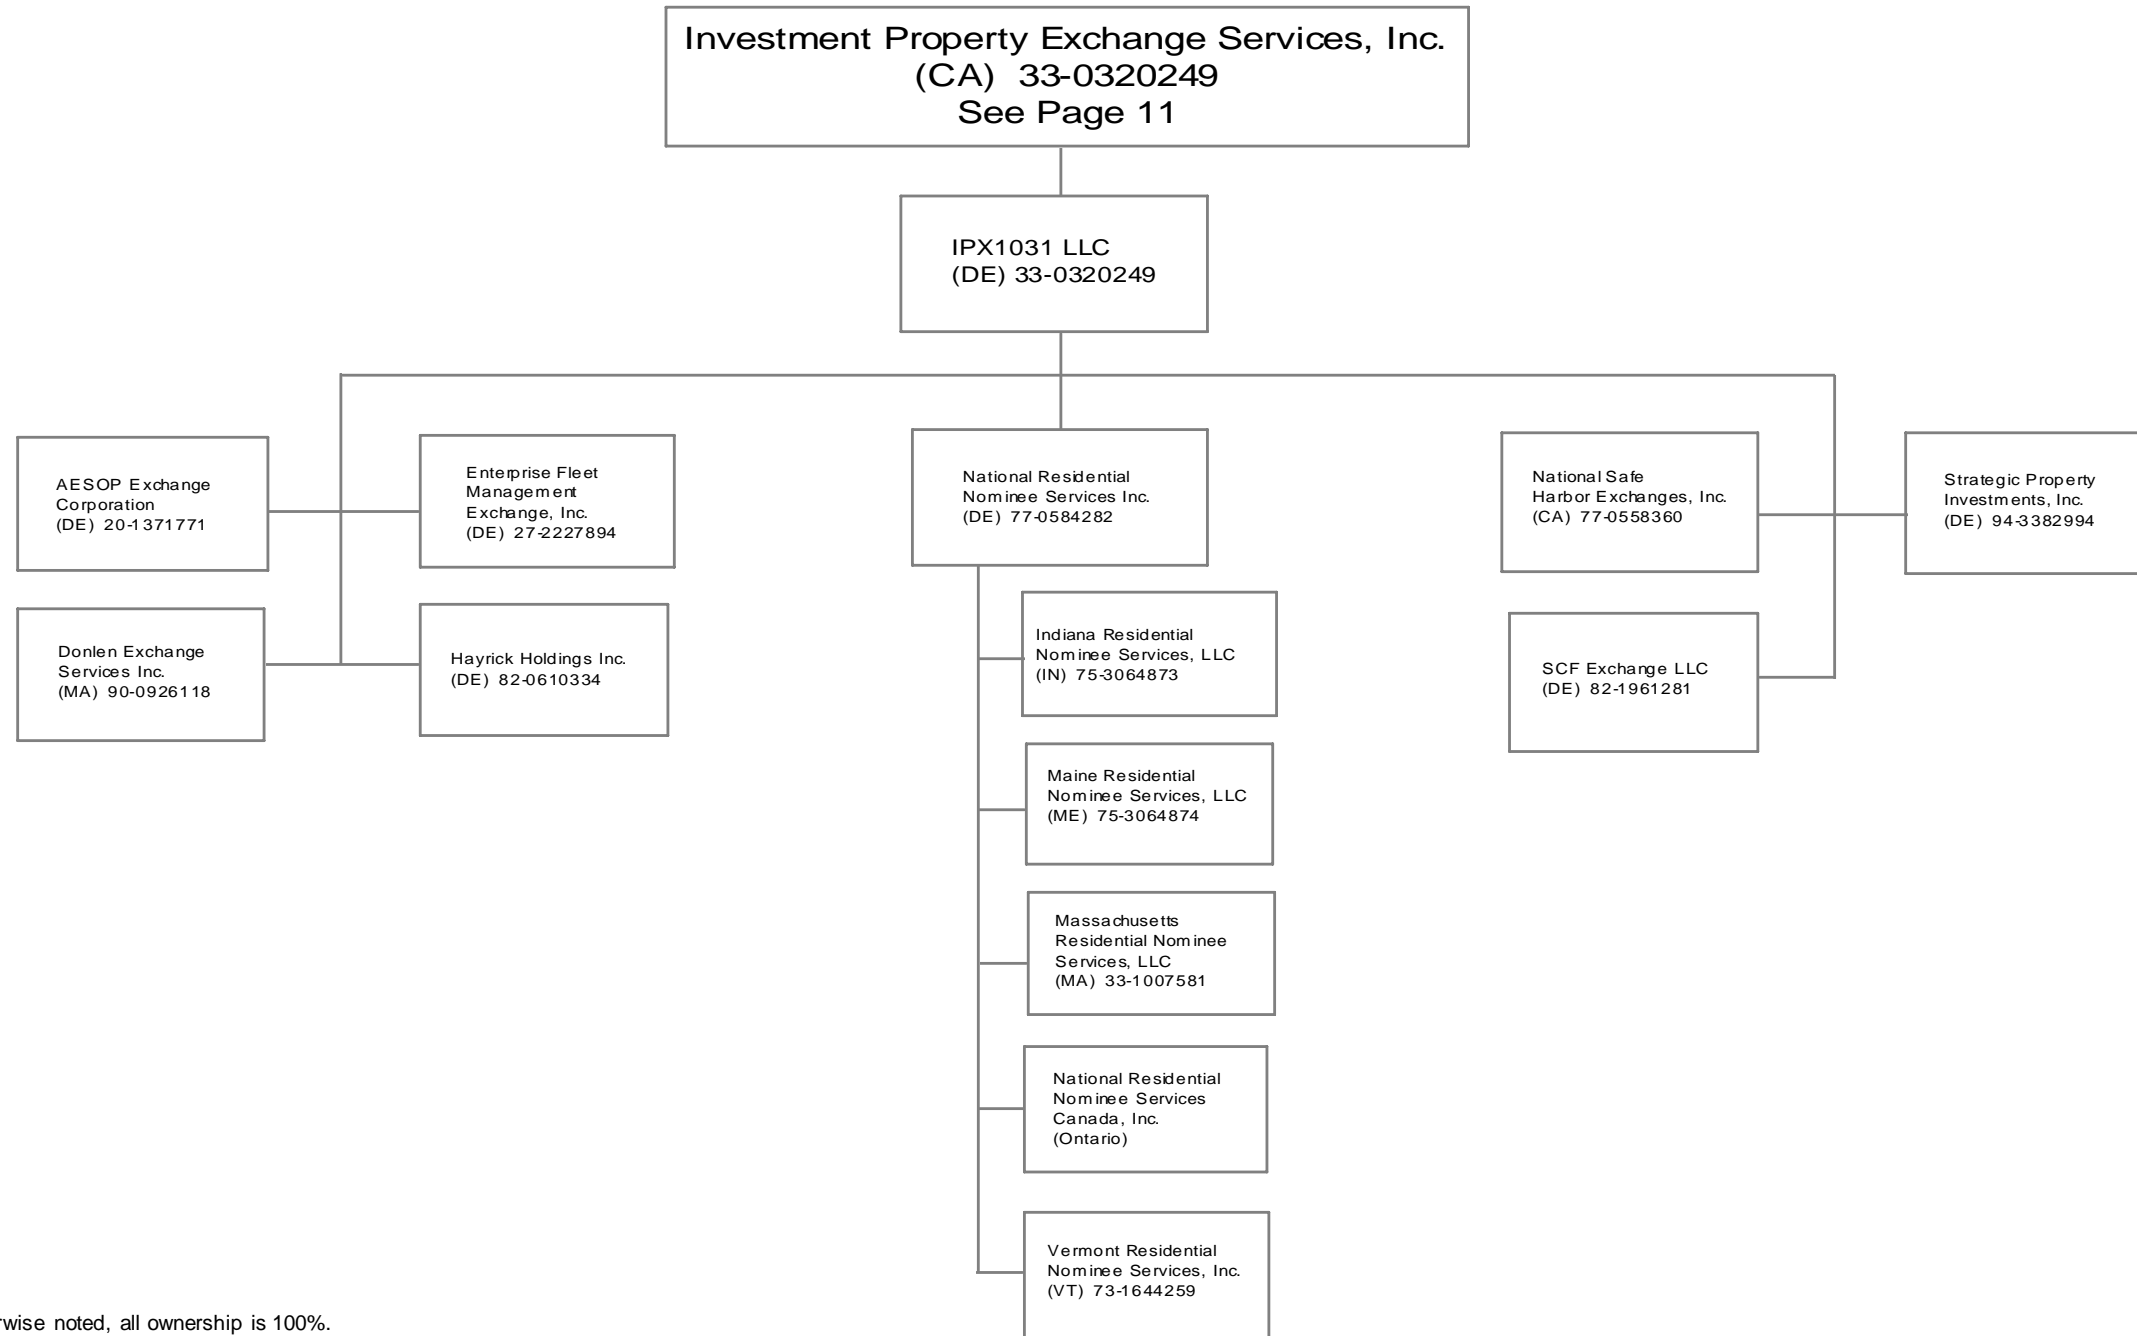 Investment Property Exchange Services, Inc.
(CA) 33-0320249
See Page 11
IPX1031 LLC
(DE) 33-0320249
AESOP Exchange
Corporation
(DE) 20-1371771
Enterprise Fleet
Management
Exchange, Inc.
(DE) 27-2227894
National Residential
Nominee Services Inc.
(DE) 77-0584282
National Safe
Harbor Exchanges, Inc.
(CA) 77-0558360
Strategic Property
Investments, Inc.
(DE) 94-3382994
Donlen Exchange
Services Inc.
(MA) 90-0926118
Hayrick Holdings Inc.
(DE) 82-0610334
Indiana Residential
Nominee Services, LLC
(IN) 75-3064873
SCF Exchange LLC
(DE) 82-1961281
Maine Residential
Nominee Services, LLC
(ME) 75-3064874
Massachusetts
Residential Nominee
Services, LLC
(MA) 33-1007581
National Residential
Nominee Services
Canada, Inc.
(Ontario)
Vermont Residential
Nominee Services, Inc.
(VT) 73-1644259
wise noted, all ownership is 100%.